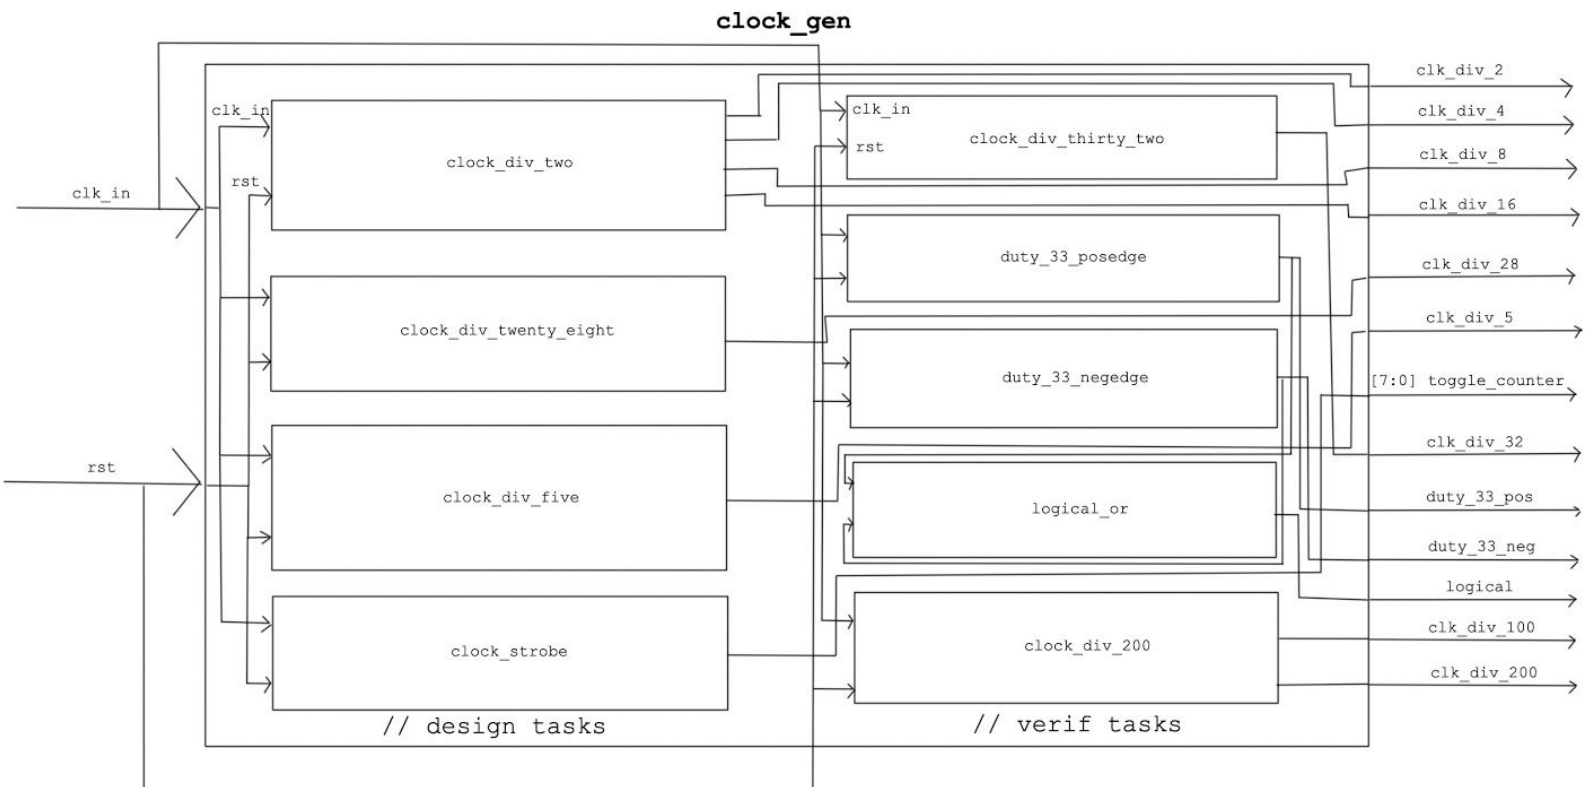 clock_gen
clk_in
rst
clk_in
rst
clock_div_two
clock_div_twenty_eight
clock_div_five
clock_strobe
// design tasks
clk_in
rst
clock_div_thirty_two
duty_33_posedge
duty_33_negedge
logical_or
clock_div_200
// verif tasks
clk_div_2
clk_div_4
clk_div_8
clk_div_16
clk_div_28
clk_div_5
[7:0] toggle_counter
clk_div_32
duty_33_pos
duty_33_neg
logical
clk_div_100
clk_div_200